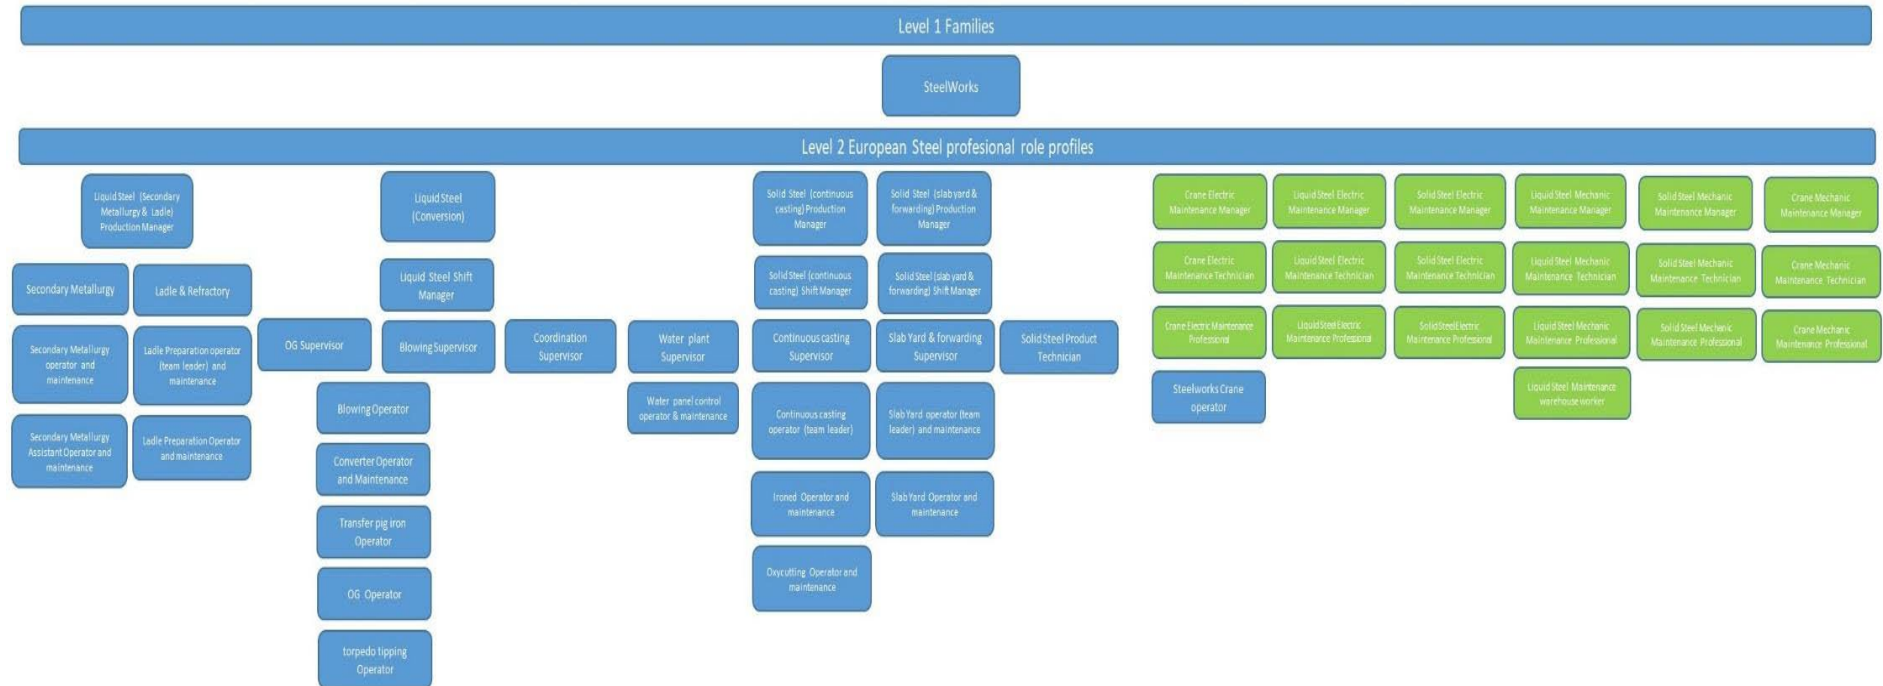 Level 1 Families
SteelWorks
Level 2 European Steel profesional role profiles
Liquid Steel (Secondary
Metallurgy & Ladle)
Production Manager
Liquid Steel
(Conversion)
Solid Steel (continuous
casting) Production
Manager
Solid Steel (slab yard &
forwarding) Production
Manager
Crane Electric
Maintenance Manager
Liquid Steel Electric
Maintenance Manager
Solid Steel Electric
Maintenance Manager
Liquid Steel Mechanic
Maintenance Manager
Solid Steel Mechanic
Maintenance Manager
Crane Mechanic
Maintenance Manager
Secondary Metallurgy
Ladle & Refractory
Liquid Steel Shift
Manager
Solid Steel (continuous
casting) Shift Manager
Solid Steel (slab yard &
forwarding) Shift Manager
Crane Electric
Maintenance Technician
Liquid Steel Electric
Maintenance Technician
Solid Steel Electric
Maintenance Technician
Liquid Steel Mechanic
Maintenance Technician
Solid Steel Mechanic
Maintenance Technician
Crane Mechanic
Maintenance Technician
Secondary Metallurgy
operator and
maintenance
Ladle Preparation operator
(team leader) and
maintenance
OG Supervisor
Blowing Supervisor
Coordination
Supervisor
Water plant
Supervisor
Continuous casting
Supervisor
Slab Yard & forwarding
Supervisor
Solid Steel Product
Technician
Crane Electric Maintenance
Professional
Liquid Steel Electric
Maintenance Professional
Solid Steel Electric
Maintenance Professional
Liquid Steel Mechanic
Maintenance Professional
Solid Steel Mechanic
Maintenance Professional
Crane Mechanic
Maintenance Professional
Blowing Operator
Water panel control
operator & maintenance
Continuous casting
operator (team leader)
Slab Yard operator (team
leader) and maintenance
Steelworks Crane
operator
Liquid Steel Maintenance
warehouse worker
Secondary Metallurgy
Assistant Operator and
maintenance
Ladle Preparation Operator
and maintenance
Converter Operator
and Maintenance
Ironed Operator and
maintenance
Slab Yard Operator and
maintenance
Transfer pig iron
Operator
Oxycutting Operator and
maintenance
OG Operator
torpedo tipping
Operator